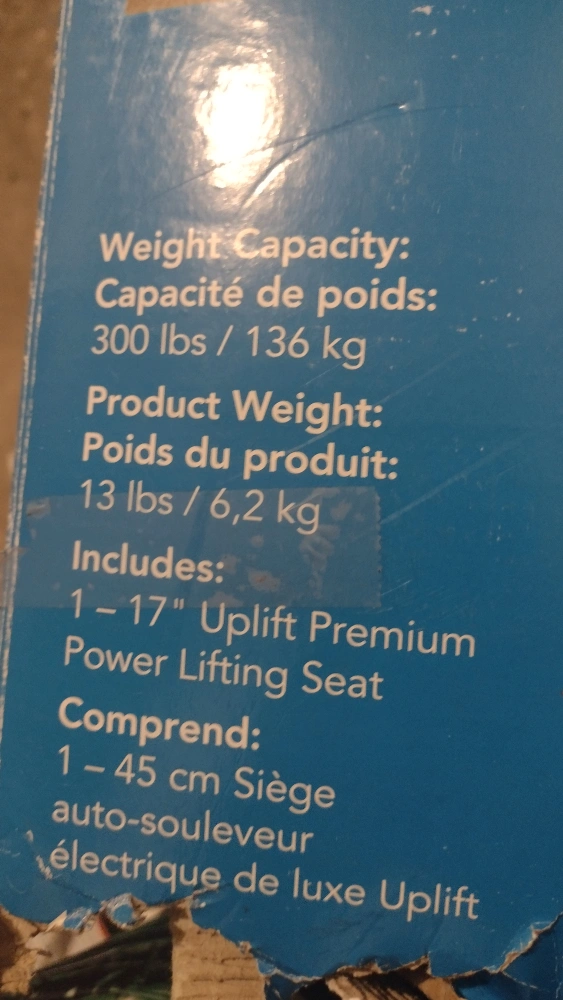 Weight Capacity:
Capacité de poids:
300 lbs / 136 kg
Product Weight:
Poids du produit:
13 lbs / 6,2 kg
Includes:
1 – 17" Uplift Premium
Power Lifting Seat
Comprend:
1 – 45 cm Siège
auto-souleveur
électrique de luxe Uplift